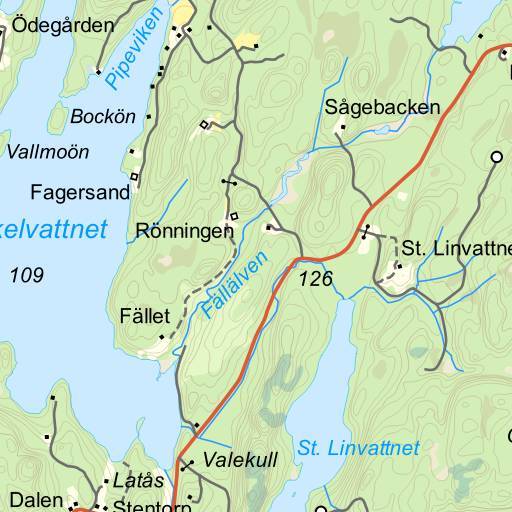 Ödegården
Pipeviken
Bockön
Sågebacken
Vallmoön
Fagersand
Rönningen
St. Linvattne
109
Fällälven
126
Fället
St. Linvattnet
Valekull
Latås
Dalen
Stentorp